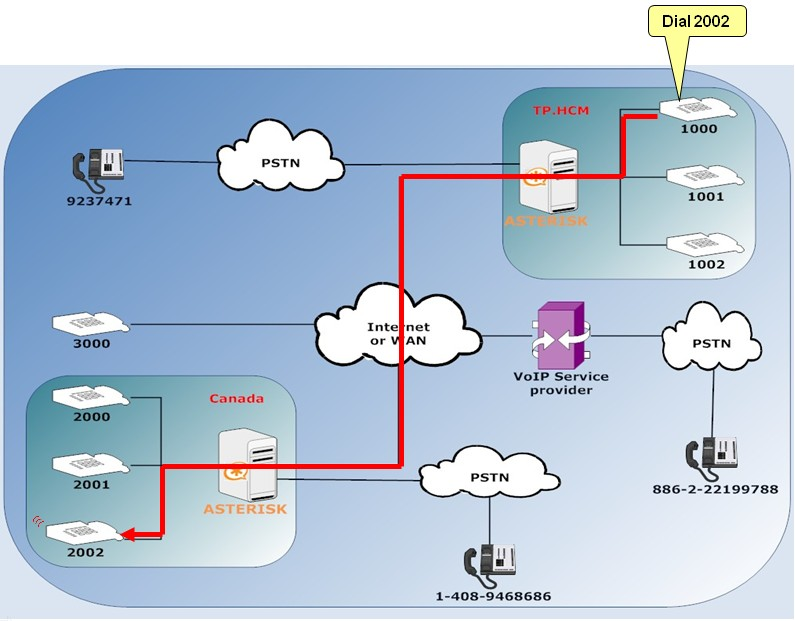 Dial 2002
TP.HCM
1000
PSTN
9237471
ASTERISK
1001
1002
Internet
or WAN
3000
PSTN
VoIP Service
provider
Canada
2000
2001
ASTERISK
2002
PSTN
886-2-22199788
1-408-9468686